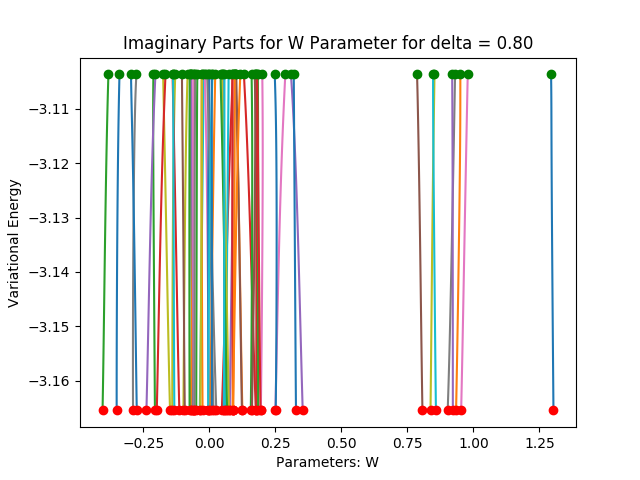 Imaginary Parts for W Parameter for delta = 0.80
Variational Energy
−3.11
−3.12
−3.13
−3.14
−3.15
−3.16
−0.25 0.00 0.25 0.50 0.75 1.00 1.25
Parameters: W